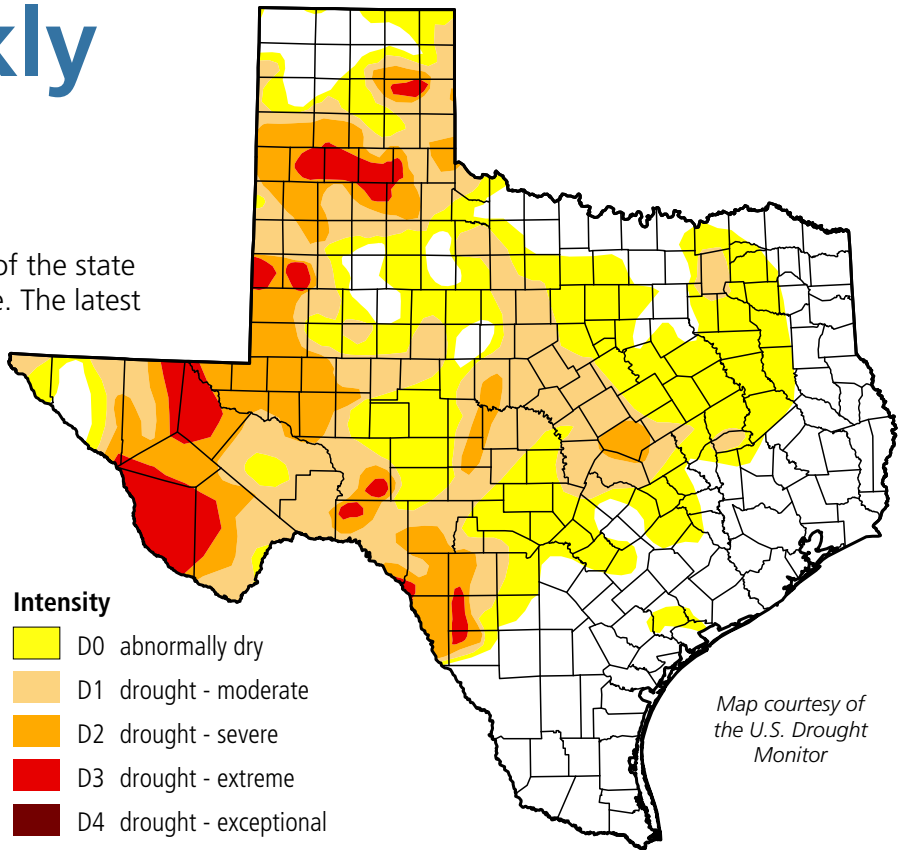 kly
of the state
e. The latest
Intensity
D0 abnormally dry
D1 drought - moderate
D2 drought - severe
D3 drought - extreme
D4 drought - exceptional
Map courtesy of
the U.S. Drought
Monitor